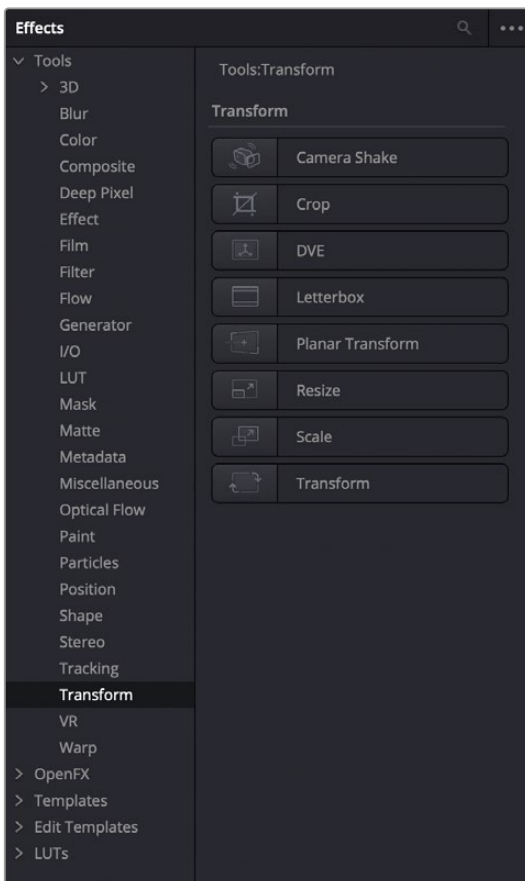 Effects
Tools
3D
Blur
Color
Composite
Deep Pixel
Effect
Film
Filter
Flow
Generator
I/O
LUT
Mask
Matte
Metadata
Miscellaneous
Optical Flow
Paint
Particles
Position
Shape
Stereo
Tracking
Transform
VR
Warp
OpenFX
Templates
Edit Templates
LUTs
Tools:Transform
Transform
Camera Shake
Crop
DVE
Letterbox
Planar Transform
Resize
Scale
Transform